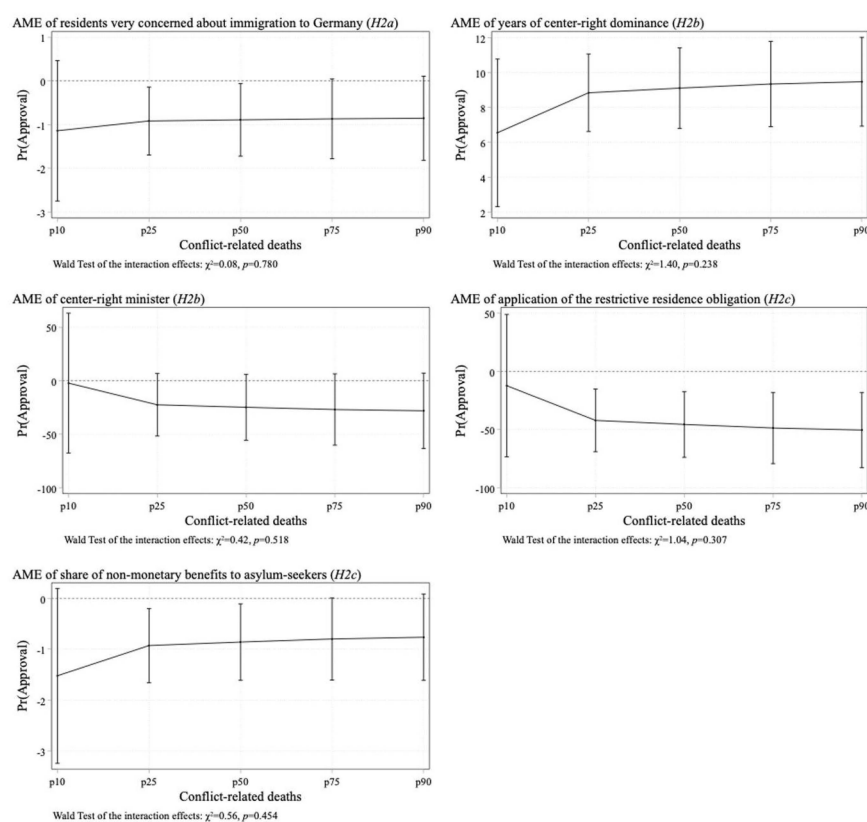 AME of residents very concerned about immigration to Germany (H2a)
1
0
-1
-2
-3
Pr(Approval)
p10 p25 p50 p75 p90
Conflict-related deaths
Wald Test of the interaction effects: χ²=0.08, p=0.780
AME of years of center-right dominance (H2b)
12
10
8
6
4
2
Pr(Approval)
p10 p25 p50 p75 p90
Conflict-related deaths
Wald Test of the interaction effects: χ²=1.40, p=0.238
AME of center-right minister (H2b)
50
0
-50
-100
Pr(Approval)
p10 p25 p50 p75 p90
Conflict-related deaths
Wald Test of the interaction effects: χ²=0.42, p=0.518
AME of application of the restrictive residence obligation (H2c)
50
0
-50
-100
Pr(Approval)
p10 p25 p50 p75 p90
Conflict-related deaths
Wald Test of the interaction effects: χ²=1.04, p=0.307
AME of share of non-monetary benefits to asylum-seekers (H2c)
0
-1
-2
-3
Pr(Approval)
p10 p25 p50 p75 p90
Conflict-related deaths
Wald Test of the interaction effects: χ²=0.56, p=0.454